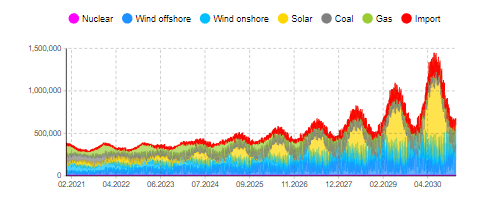 Nuclear Wind offshore Wind onshore Solar Coal Gas Import
1,500,000
1,000,000
500,000
0
02.2021 04.2022 06.2023 07.2024 09.2025 11.2026 12.2027 02.2029 04.2030